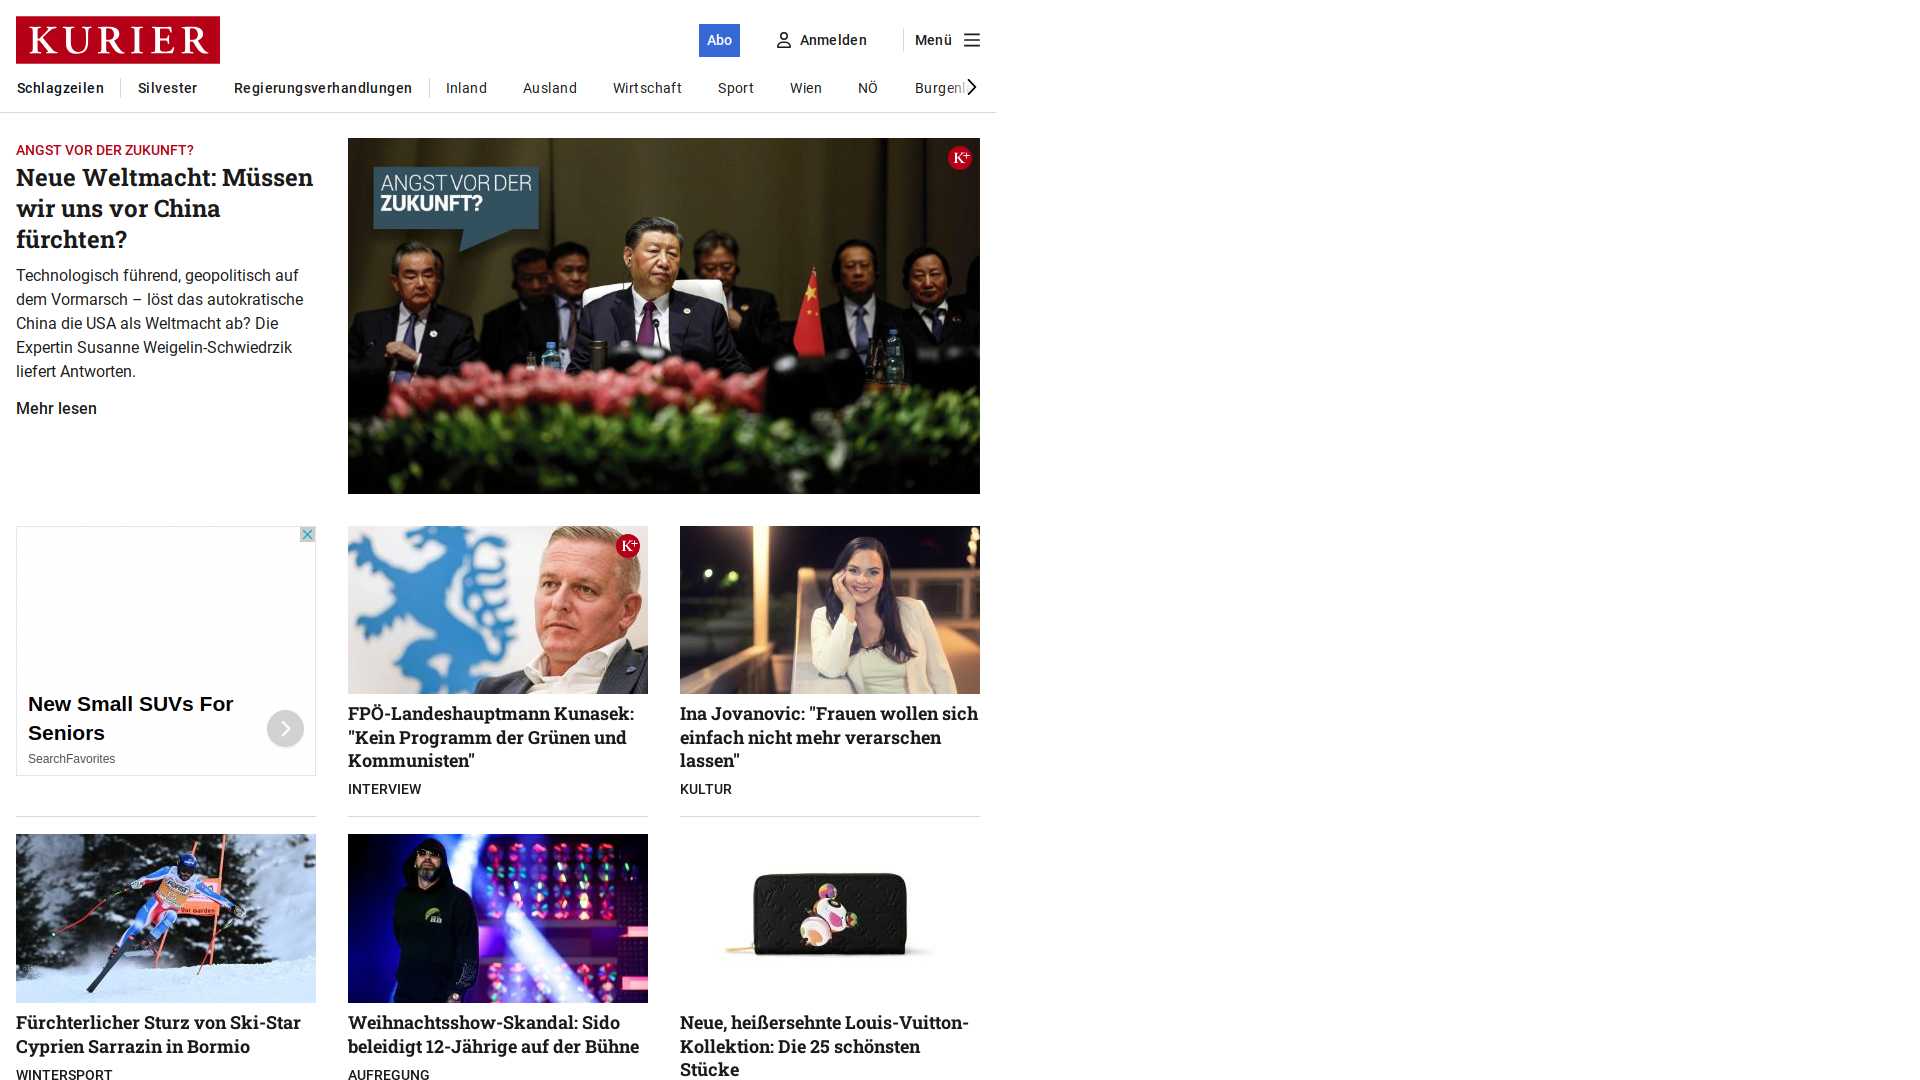 KURIER
Abo
Anmelden
Menü
Schlagzeilen
Silvester
Regierungsverhandlungen
Inland
Ausland
Wirtschaft
Sport
Wien
NÖ
ANGST VOR DER ZUKUNFT?
Neue Weltmacht: Müssen
wir uns vor China
fürchten?
Technologisch führend, geopolitisch auf
dem Vormarsch – löst das autokratische
China die USA als Weltmacht ab? Die
Expertin Susanne Weigelin-Schwiedrzik
liefert Antworten.
Mehr lesen
ANGST VOR DER
ZUKUNFT?
K+
New Small SUVs For
Seniors
SearchFavorites
K+
FPÖ-Landeshauptmann Kunasek:
"Kein Programm der Grünen und
Kommunisten"
INTERVIEW
Ina Jovanovic: "Frauen wollen sich
einfach nicht mehr verarschen
lassen"
KULTUR
Fürchterlicher Sturz von Ski-Star
Cyprien Sarrazin in Bormio
WINTERSPORT
Weihnachtsshow-Skandal: Sido
beleidigt 12-Jährige auf der Bühne
AUFREGUNG
Neue, heißersehnte Louis-Vuitton-
Kollektion: Die 25 schönsten
Stücke